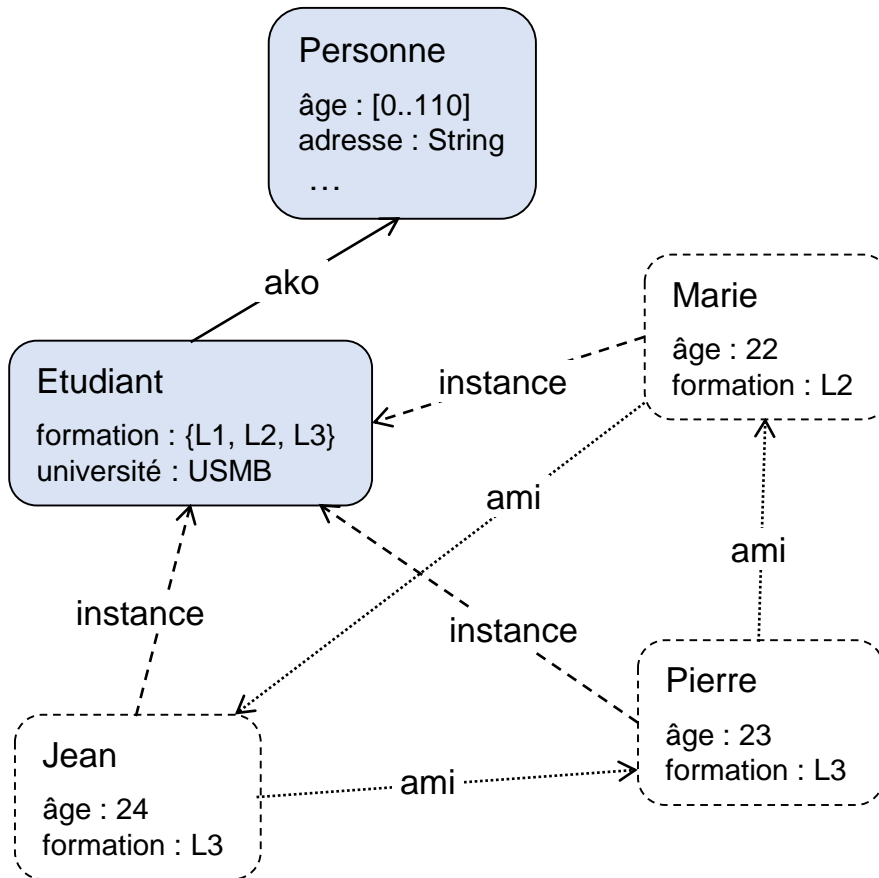 Personne
âge : [0..110]
adresse : String
…
ako
Marie
âge : 22
formation : L2
instance
Etudiant
formation : {L1, L2, L3}
université : USMB
ami
ami
instance
instance
Pierre
âge : 23
formation : L3
Jean
âge : 24
formation : L3
ami